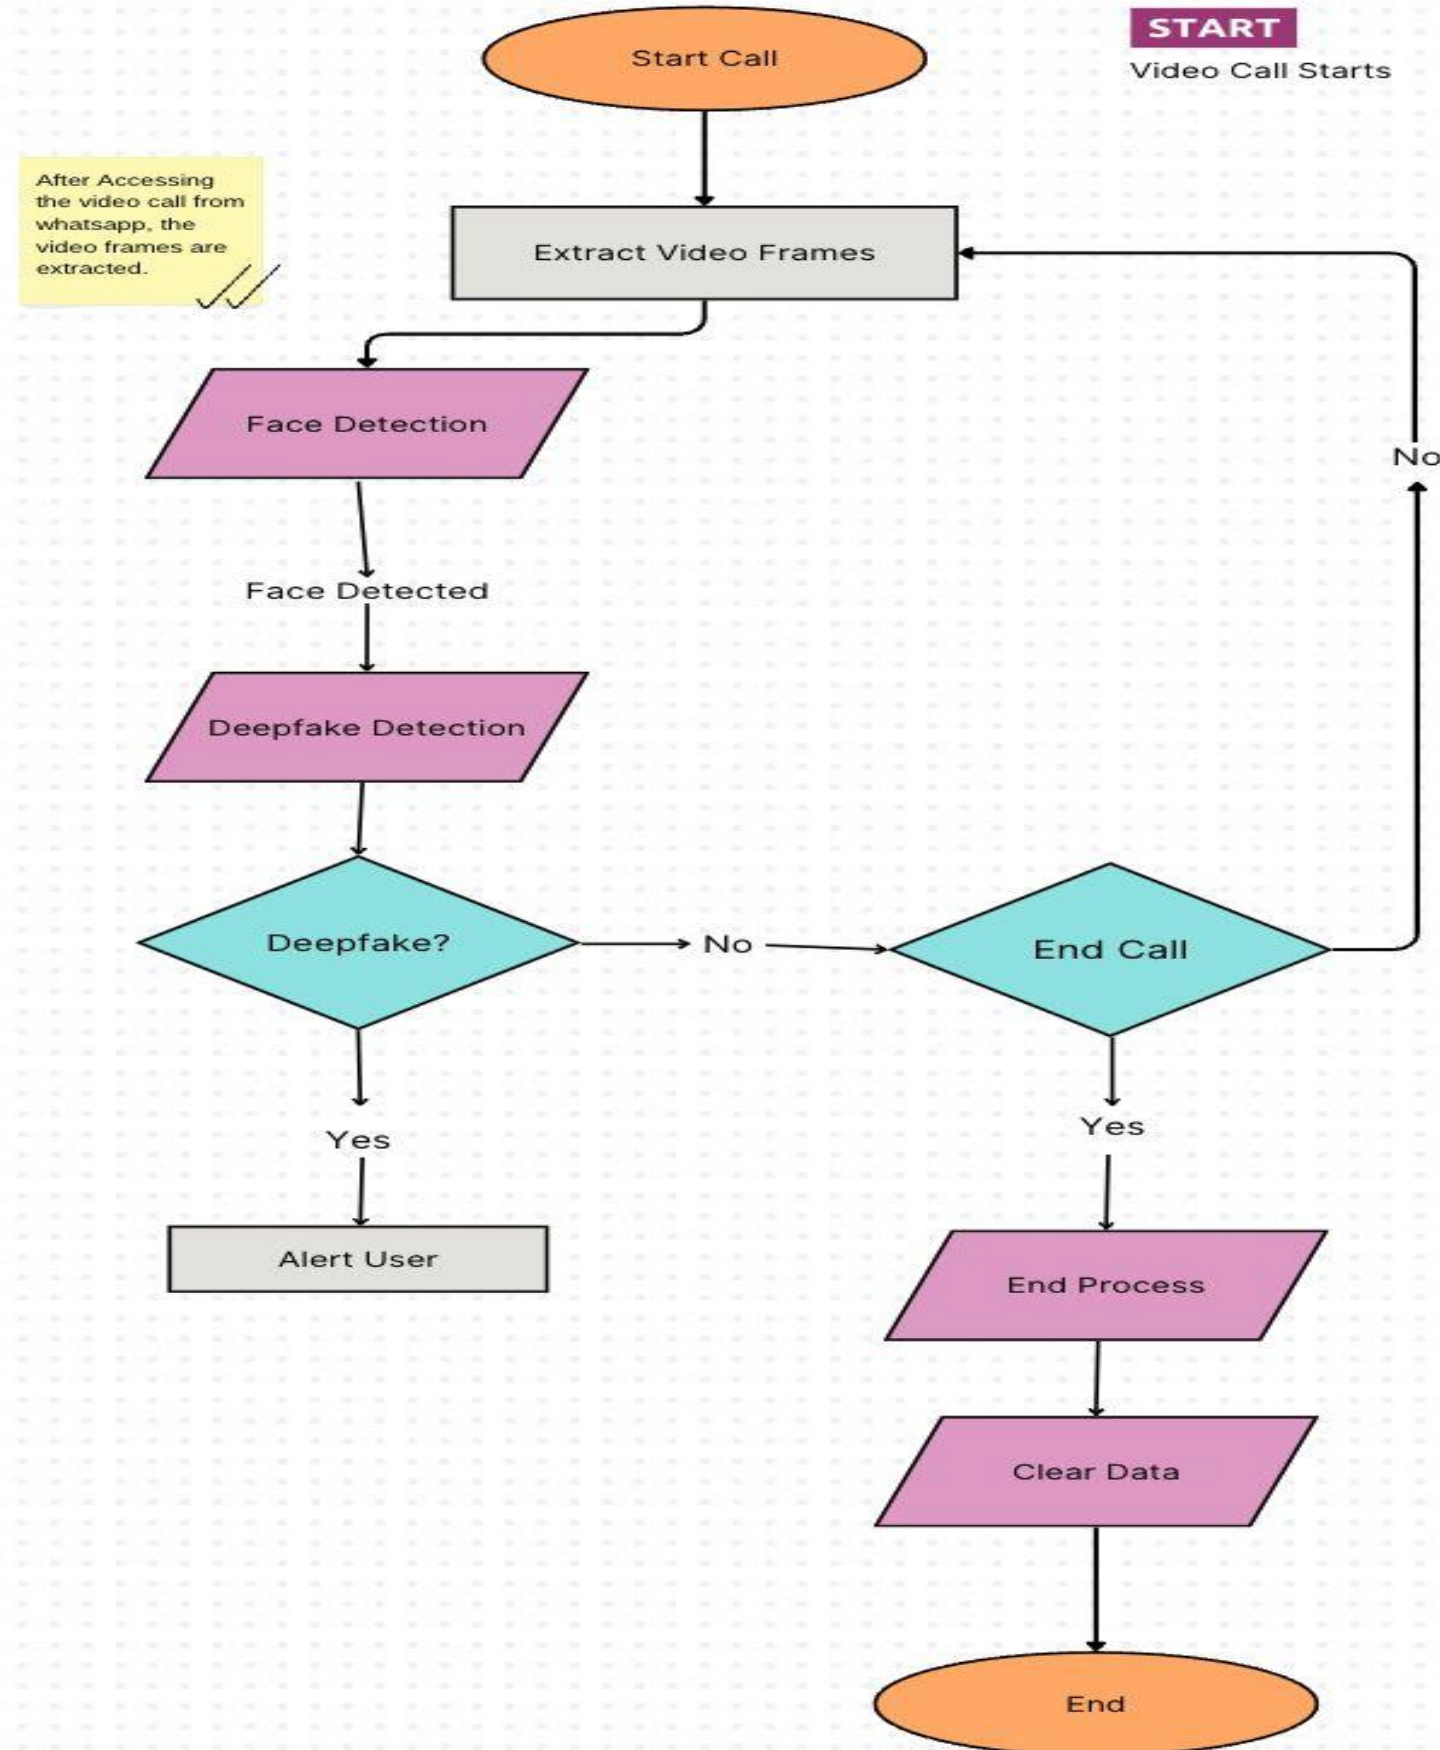 Start Call
START
Video Call Starts
After Accessing
the video call from
whatsapp, the
video frames are
extracted.
Extract Video Frames
Face Detection
No
Face Detected
Deepfake Detection
Deepfake?
No
End Call
Yes
Yes
Alert User
End Process
Clear Data
End